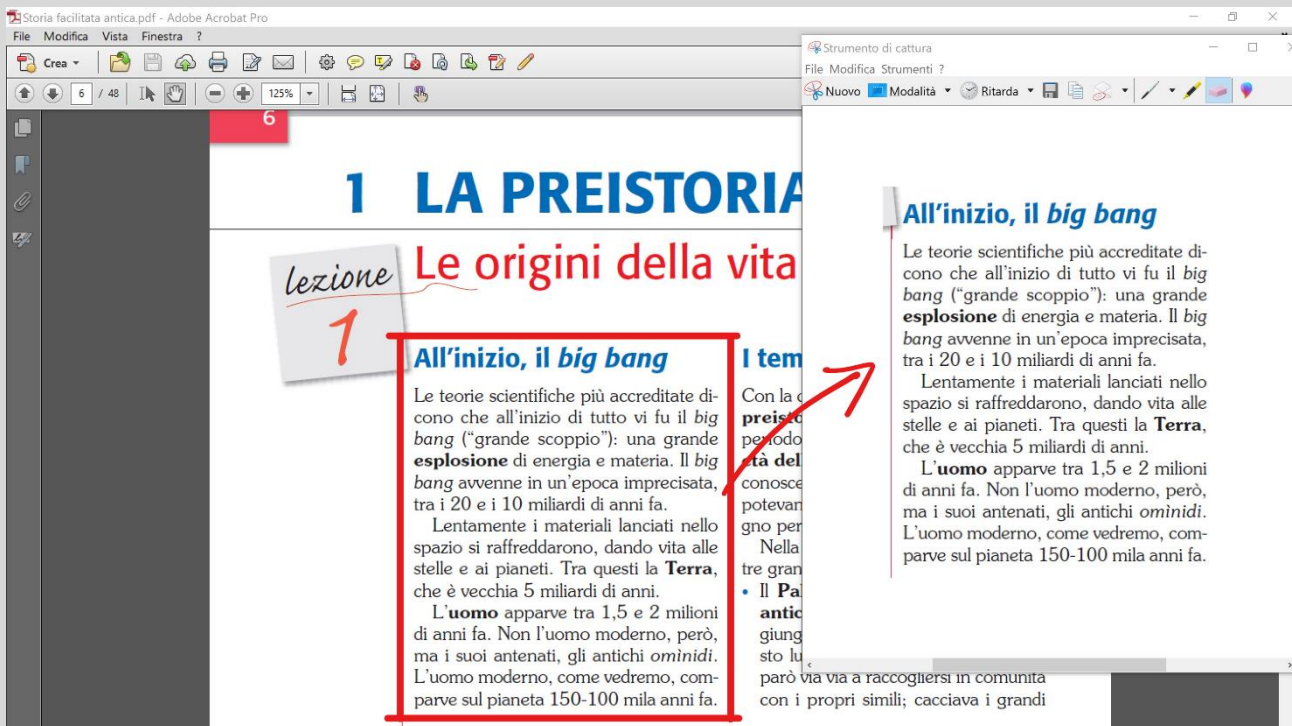 Storia facilitata antica.pdf - Adobe Acrobat Pro
File Modifica Vista Finestra ?
Crea
6 / 48 125%
6
1 LA PREISTORIA
Le origini della vita
lezione
1
All'inizio, il big bang
Le teorie scientifiche più accreditate di-
cono che all'inizio di tutto vi fu il big
bang (“grande scoppio”): una grande
esplosione di energia e materia. Il big
bang avvenne in un'epoca imprecisata,
tra i 20 e i 10 miliardi di anni fa.
Lentamente i materiali lanciati nello
spazio si raffreddarono, dando vita alle
stelle e ai pianeti. Tra questi la Terra,
che è vecchia 5 miliardi di anni.
L'uomo apparve tra 1,5 e 2 milioni
di anni fa. Non l'uomo moderno, però,
ma i suoi antenati, gli antichi ominidi.
L'uomo moderno, come vedremo, com-
parve sul pianeta 150-100 mila anni fa.
I tem
Con la
preisto
periodo
età del
conosce
potevan
gno per
Nella
tre gran
• Il Pa
antic
giung
sto lu
parò via via a raccogliersi in comunità
con i propri simili; cacciava i grandi
Strumento di cattura
File Modifica Strumenti ?
Nuovo Modalità Ritarda
All'inizio, il big bang
Le teorie scientifiche più accreditate di-
cono che all'inizio di tutto vi fu il big
bang (“grande scoppio”): una grande
esplosione di energia e materia. Il big
bang avvenne in un'epoca imprecisata,
tra i 20 e i 10 miliardi di anni fa.
Lentamente i materiali lanciati nello
spazio si raffreddarono, dando vita alle
stelle e ai pianeti. Tra questi la Terra,
che è vecchia 5 miliardi di anni.
L'uomo apparve tra 1,5 e 2 milioni
di anni fa. Non l'uomo moderno, però,
ma i suoi antenati, gli antichi ominidi.
L'uomo moderno, come vedremo, com-
parve sul pianeta 150-100 mila anni fa.